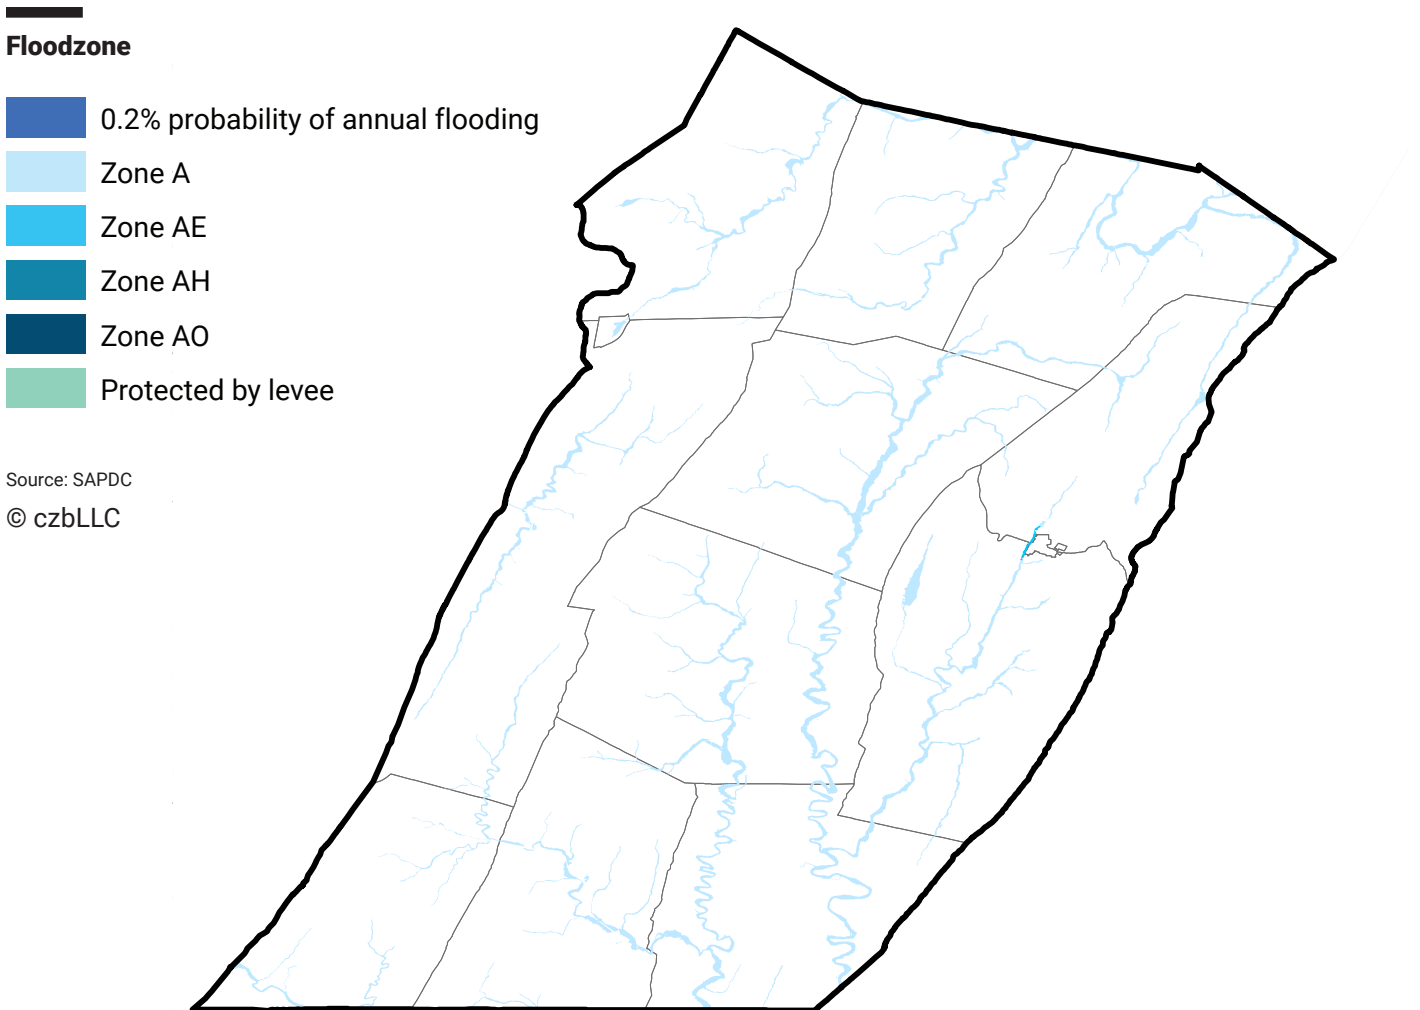 Floodzone
0.2% probability of annual flooding
Zone A
Zone AE
Zone AH
Zone AO
Protected by levee
Source: SAPDC
© czbLLC